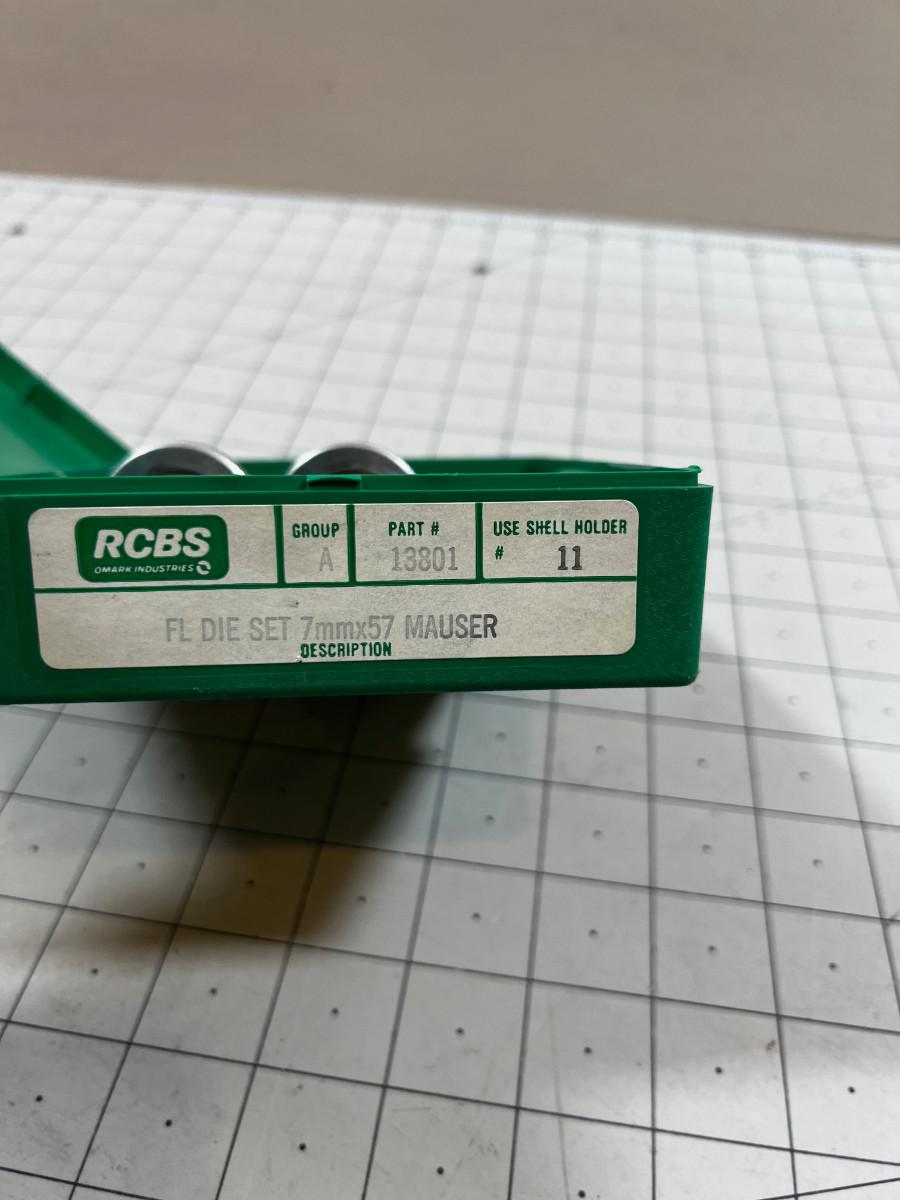 RCBS
OMARK INDUSTRIES
GROUP
A
PART #
13801
USE SHELL HOLDER
# 11
FL DIE SET 7mmx57 MAUSER
DESCRIPTION